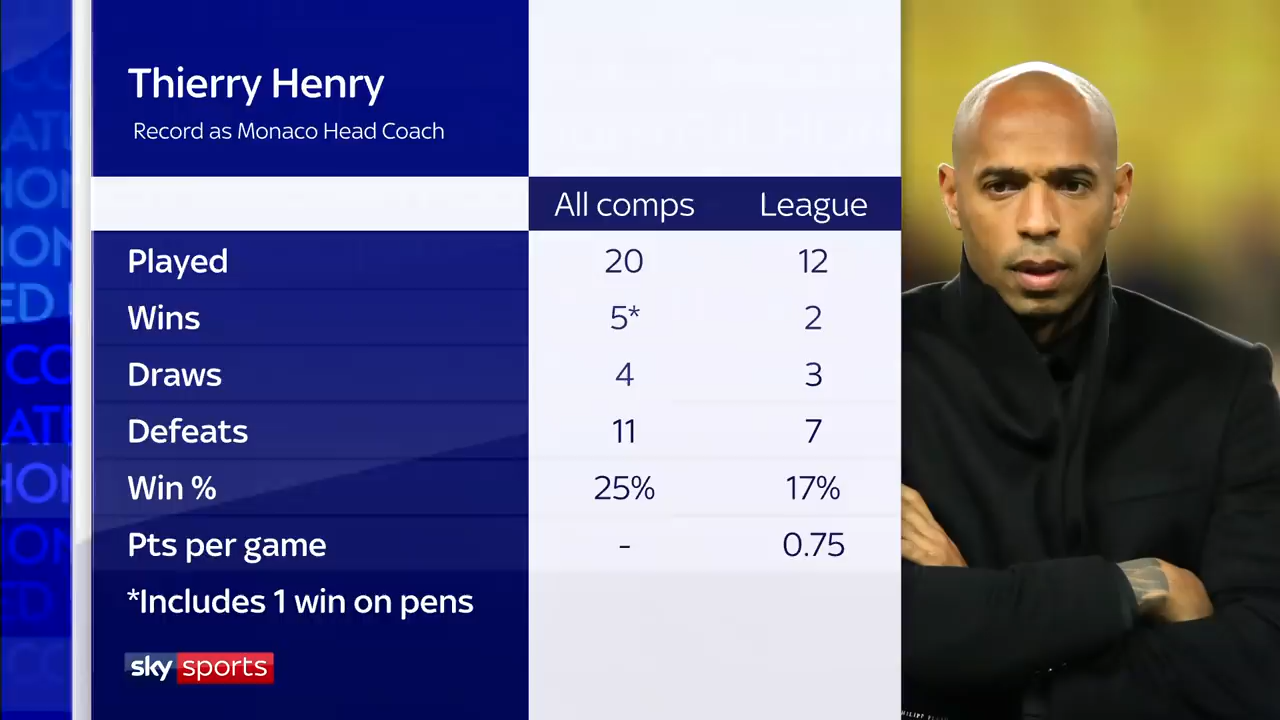 Thierry Henry
Record as Monaco Head Coach
All comps League
Played 20 12
Wins 5* 2
Draws 4 3
Defeats 11 7
Win % 25% 17%
Pts per game - 0.75
*Includes 1 win on pens
sky sports